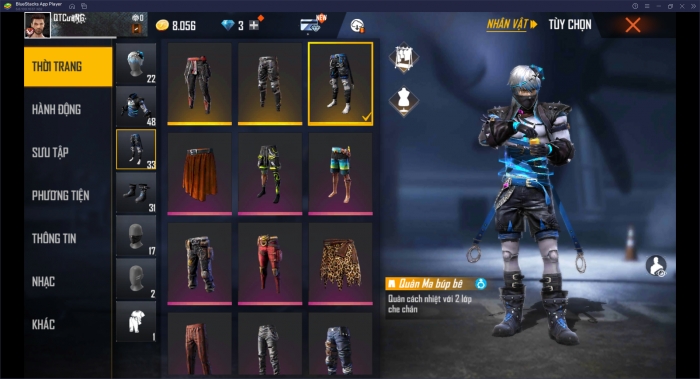 BlueStacks App Player
QTCườNG
0
8.056
3
NEW
NHÂN VẬT
TÙY CHỌN
THỜI TRANG
HÀNH ĐỘNG
SƯU TẬP
PHƯƠNG TIỆN
THÔNG TIN
NHẠC
KHÁC
22
48
33
31
17
2
1
Quần Ma búp bê
Quần cách nhiệt với 2 lớp
che chắn